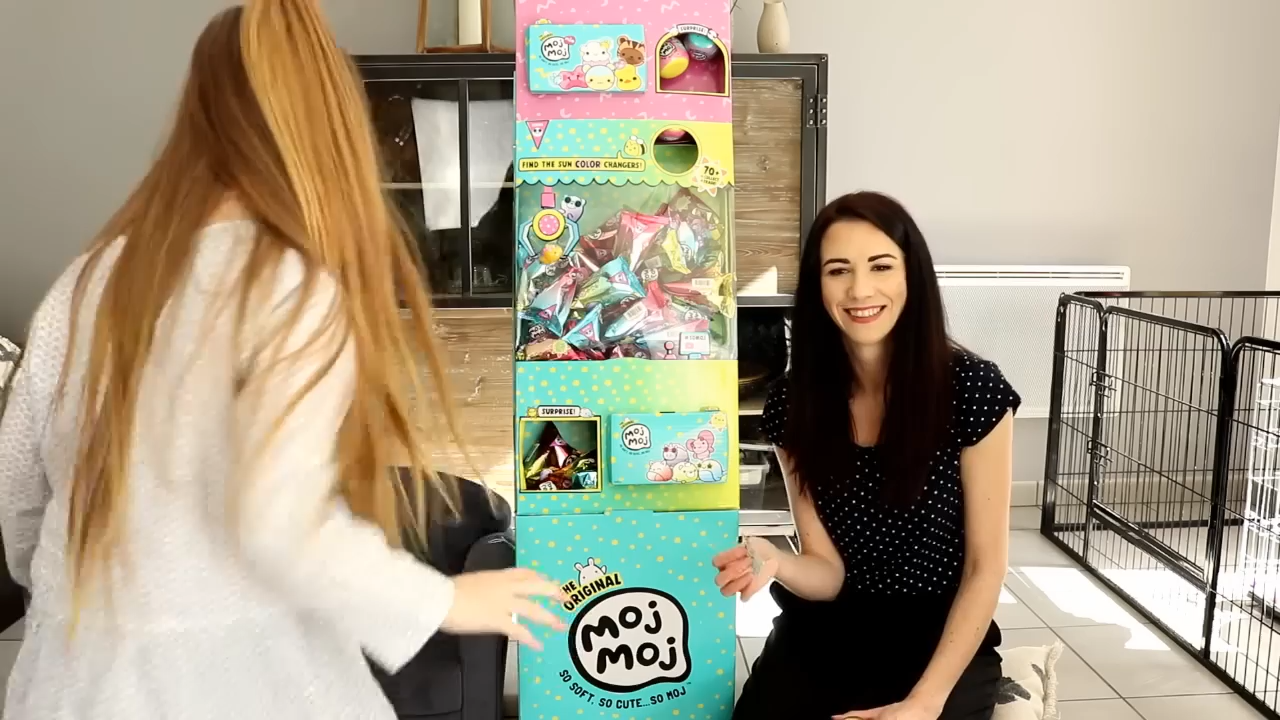 MOJ
MOJ
SURPRISE!
FIND THE SUN COLOR CHANGERS!
70+
SURPRISE!
MOJ
MOJ
THE
ORIGINAL
MOJ
MOJ
SO SOFT, SO CUTE...SO MOJ™